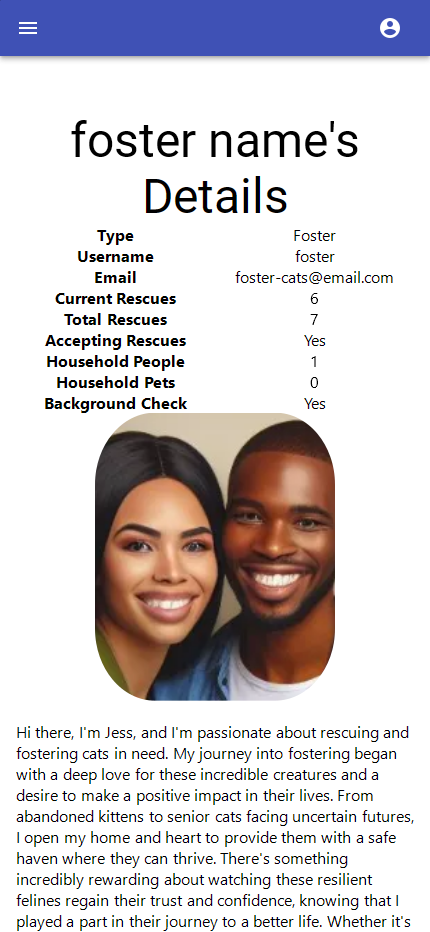 foster name's
Details
Type Foster
Username foster
Email foster-cats@email.com
Current Rescues 6
Total Rescues 7
Accepting Rescues Yes
Household People 1
Household Pets 0
Background Check Yes
Hi there, I'm Jess, and I'm passionate about rescuing and
fostering cats in need. My journey into fostering began
with a deep love for these incredible creatures and a
desire to make a positive impact in their lives. From
abandoned kittens to senior cats facing uncertain futures,
I open my home and heart to provide them with a safe
haven where they can thrive. There's something
incredibly rewarding about watching these resilient
felines regain their trust and confidence, knowing that I
played a part in their journey to a better life. Whether it's